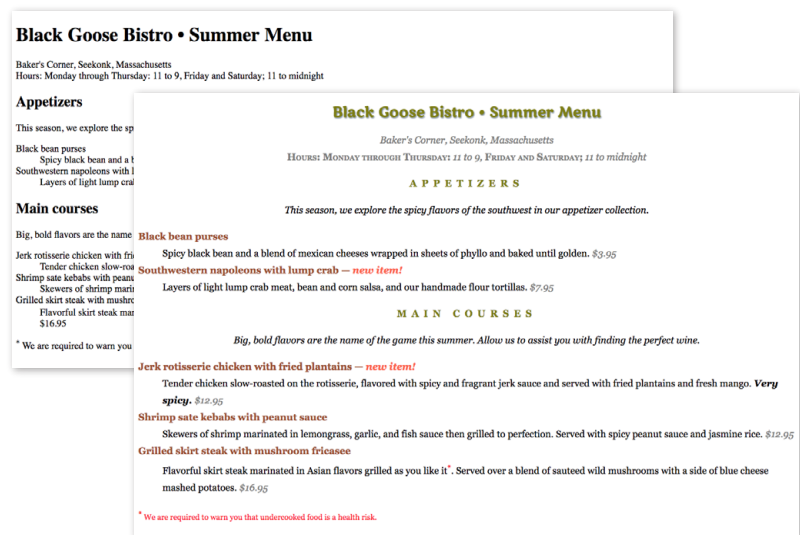 Black Goose Bistro • Summer Menu
Baker's Corner, Seekonk, Massachusetts
Hours: Monday through Thursday: 11 to 9, Friday and Saturday; 11 to midnight
Appetizers
This season, we explore the sp
Black bean purses
Spicy black bean and a b
Southwestern napoleons with l
Layers of light lump cra
Main courses
Big, bold flavors are the name
Jerk rotisserie chicken with fri
Tender chicken slow-roa
Shrimp sate kebabs with peanu
Skewers of shrimp marin
Grilled skirt steak with mushro
Flavorful skirt steak mar
$16.95
* We are required to warn you
Black Goose Bistro • Summer Menu
Baker's Corner, Seekonk, Massachusetts
Hours: Monday through Thursday: 11 to 9, Friday and Saturday; 11 to midnight
APPETIZERS
This season, we explore the spicy flavors of the southwest in our appetizer collection.
Black bean purses
Spicy black bean and a blend of mexican cheeses wrapped in sheets of phyllo and baked until golden. $3.95
Southwestern napoleons with lump crab — new item!
Layers of light lump crab meat, bean and corn salsa, and our handmade flour tortillas. $7.95
MAIN COURSES
Big, bold flavors are the name of the game this summer. Allow us to assist you with finding the perfect wine.
Jerk rotisserie chicken with fried plantains — new item!
Tender chicken slow-roasted on the rotisserie, flavored with spicy and fragrant jerk sauce and served with fried plantains and fresh mango. Very
spicy. $12.95
Shrimp sate kebabs with peanut sauce
Skewers of shrimp marinated in lemongrass, garlic, and fish sauce then grilled to perfection. Served with spicy peanut sauce and jasmine rice. $12.95
Grilled skirt steak with mushroom fricasee
Flavorful skirt steak marinated in Asian flavors grilled as you like it*. Served over a blend of sauteed wild mushrooms with a side of blue cheese
mashed potatoes. $16.95
* We are required to warn you that undercooked food is a health risk.